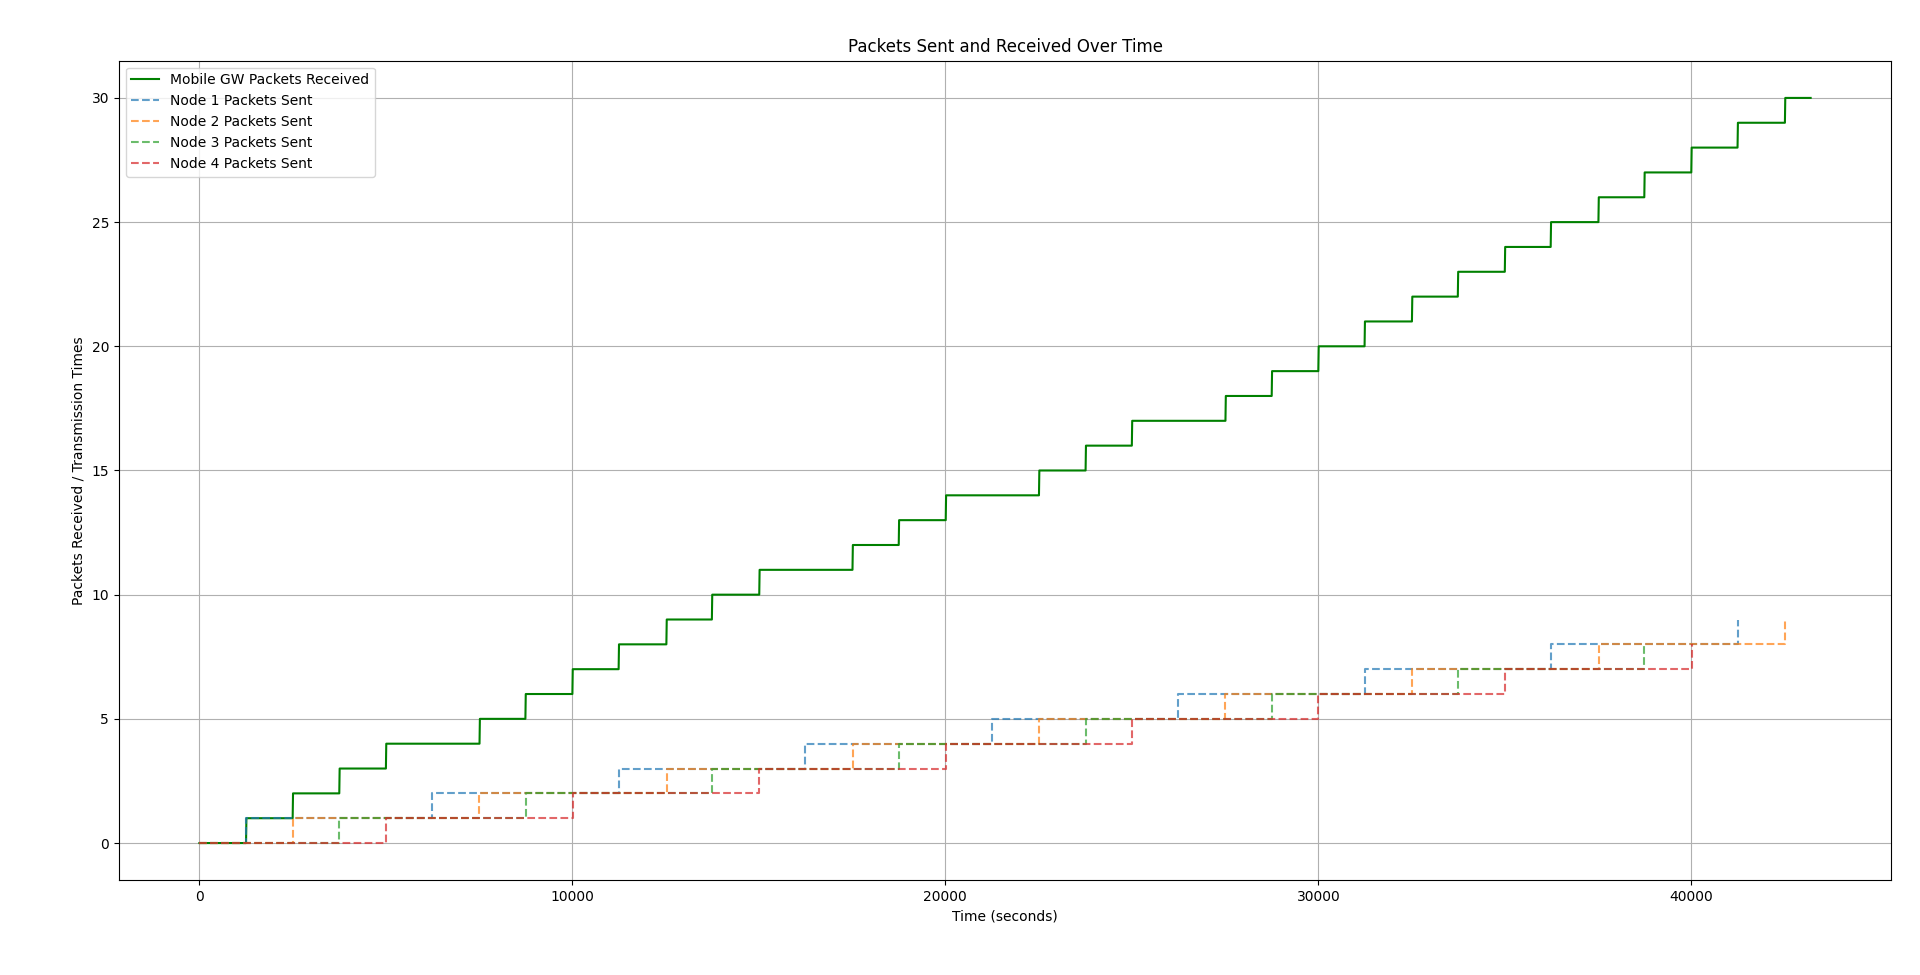 Packets Sent and Received Over Time
Mobile GW Packets Received
Node 1 Packets Sent
Node 2 Packets Sent
Node 3 Packets Sent
Node 4 Packets Sent
Packets Received / Transmission Times
30
25
20
15
10
5
0
0 10000 20000 30000 40000
Time (seconds)